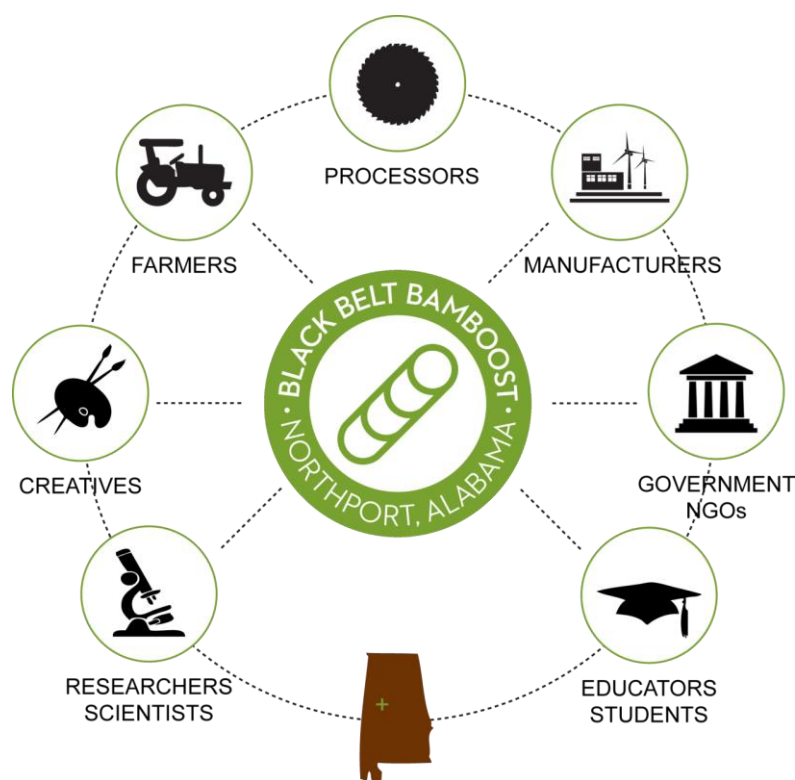 PROCESSORS
FARMERS
MANUFACTURERS
BLACK BELT BAMBOOST
NORTHPORT, ALABAMA
CREATIVES
GOVERNMENT
NGOs
RESEARCHERS
SCIENTISTS
EDUCATORS
STUDENTS